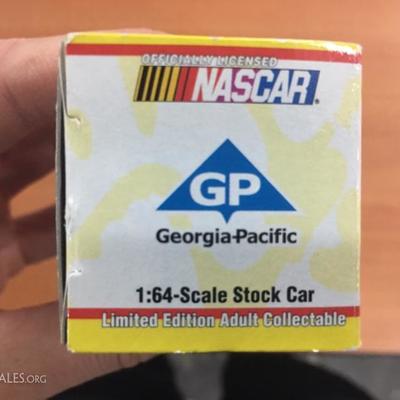 OFFICIALLY LICENSED
NASCAR®
GP
Georgia-Pacific
1:64-Scale Stock Car
Limited Edition Adult Collectable
ALES.ORG